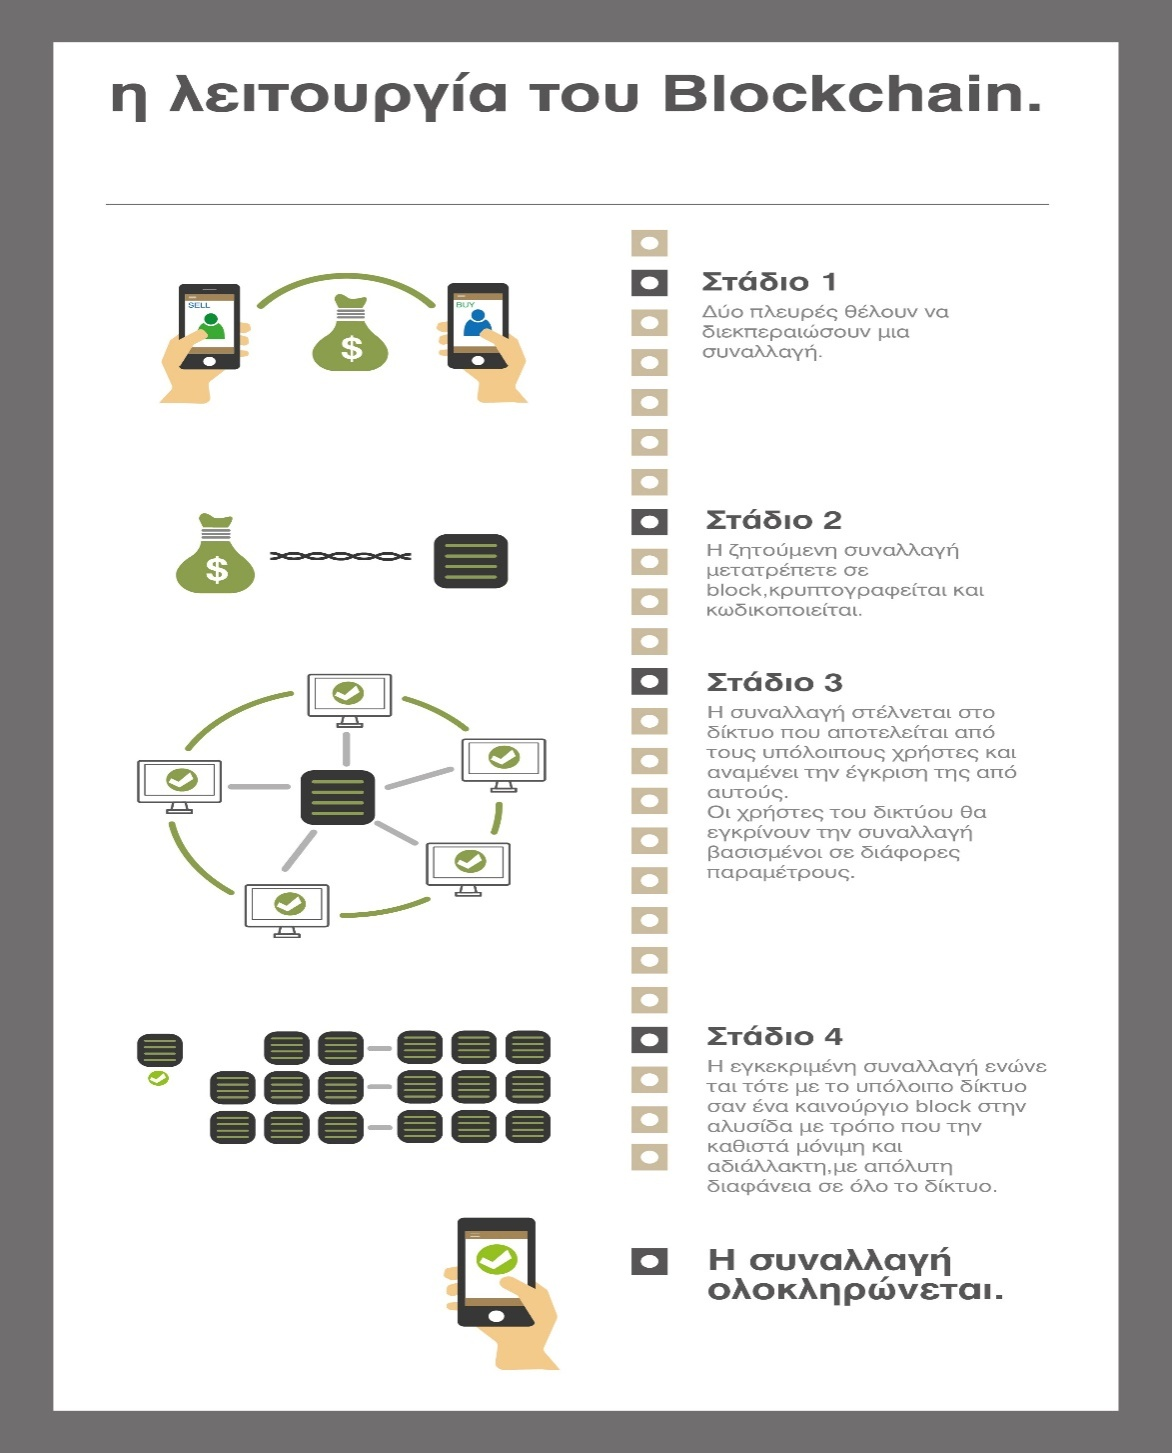 η λειτουργία του Blockchain.
SELL
BUY
$
Στάδιο 1
Δύο πλευρές θέλουν να
διεκπεραιώσουν μια
συναλλαγή.
$
Στάδιο 2
Η ζητούμενη συναλλαγή
μετατρέπετε σε
block,κρυπτογραφείται και
κωδικοποιείται.
Στάδιο 3
Η συναλλαγή στέλνεται στο
δίκτυο που αποτελείται από
τους υπόλοιπους χρήστες και
αναμένει την έγκριση της από
αυτούς.
Οι χρήστες του δικτύου θα
εγκρίνουν την συναλλαγή
βασισμένοι σε διάφορες
παραμέτρους.
Στάδιο 4
Η εγκεκριμένη συναλλαγή ενώνε
ται τότε με το υπόλοιπο δίκτυο
σαν ένα καινούργιο block στην
αλυσίδα με τρόπο που την
καθιστά μόνιμη και
αδιάλλακτη,με απόλυτη
διαφάνεια σε όλο το δίκτυο.
Η συναλλαγή
ολοκληρώνεται.